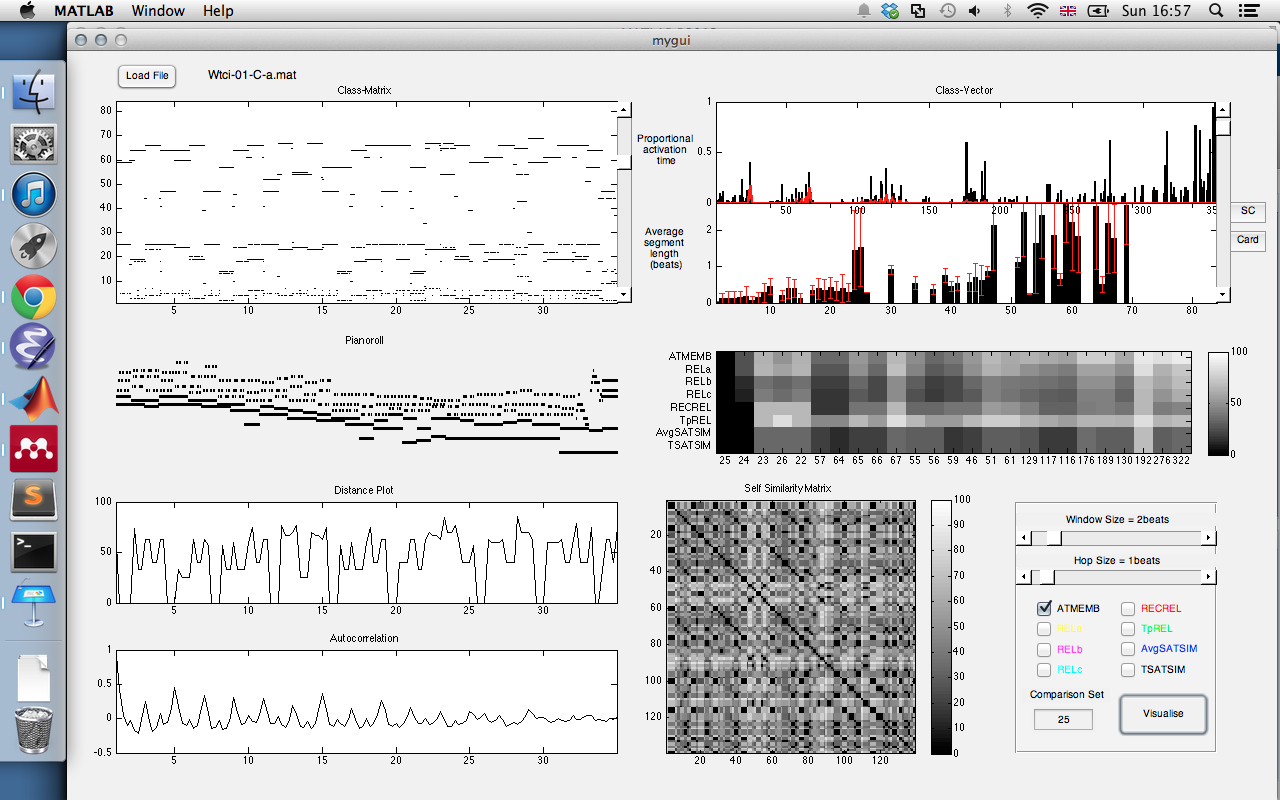 MATLAB Window Help Sun 16:57
mygui
Load File Wtci-01-C-a.mat
Class-Matrix
80
70
60
50
40
30
20
10
5 10 15 20 25 30
Class-Vector
Proportional
activation
time
1
0.5
0
50 100 150 200 250 300 35
Average
segment
length
(beats)
2
1
0
10 20 30 40 50 60 70 80
SC
Card
Pianoroll
ATMEMB
RELa
RELb
RELc
RECREL
TpREL
AvgSATSIM
TSATSIM
25 24 23 26 22 57 64 65 66 67 55 56 59 46 51 61 129 117 116 176 189 130 192 276 322
100
50
0
Distance Plot
100
50
0
5 10 15 20 25 30
Autocorrelation
1
0.5
0
-0.5
5 10 15 20 25 30
Self SimilarityMatrix
20
40
60
80
100
120
20 40 60 80 100 120
100
90
80
70
60
50
40
30
20
10
0
Window Size = 2beats
Hop Size = 1beats
ATMEMB RECREL
RELa TpREL
RELb AvgSATSIM
RELc TSATSIM
Comparison Set
25
Visualise